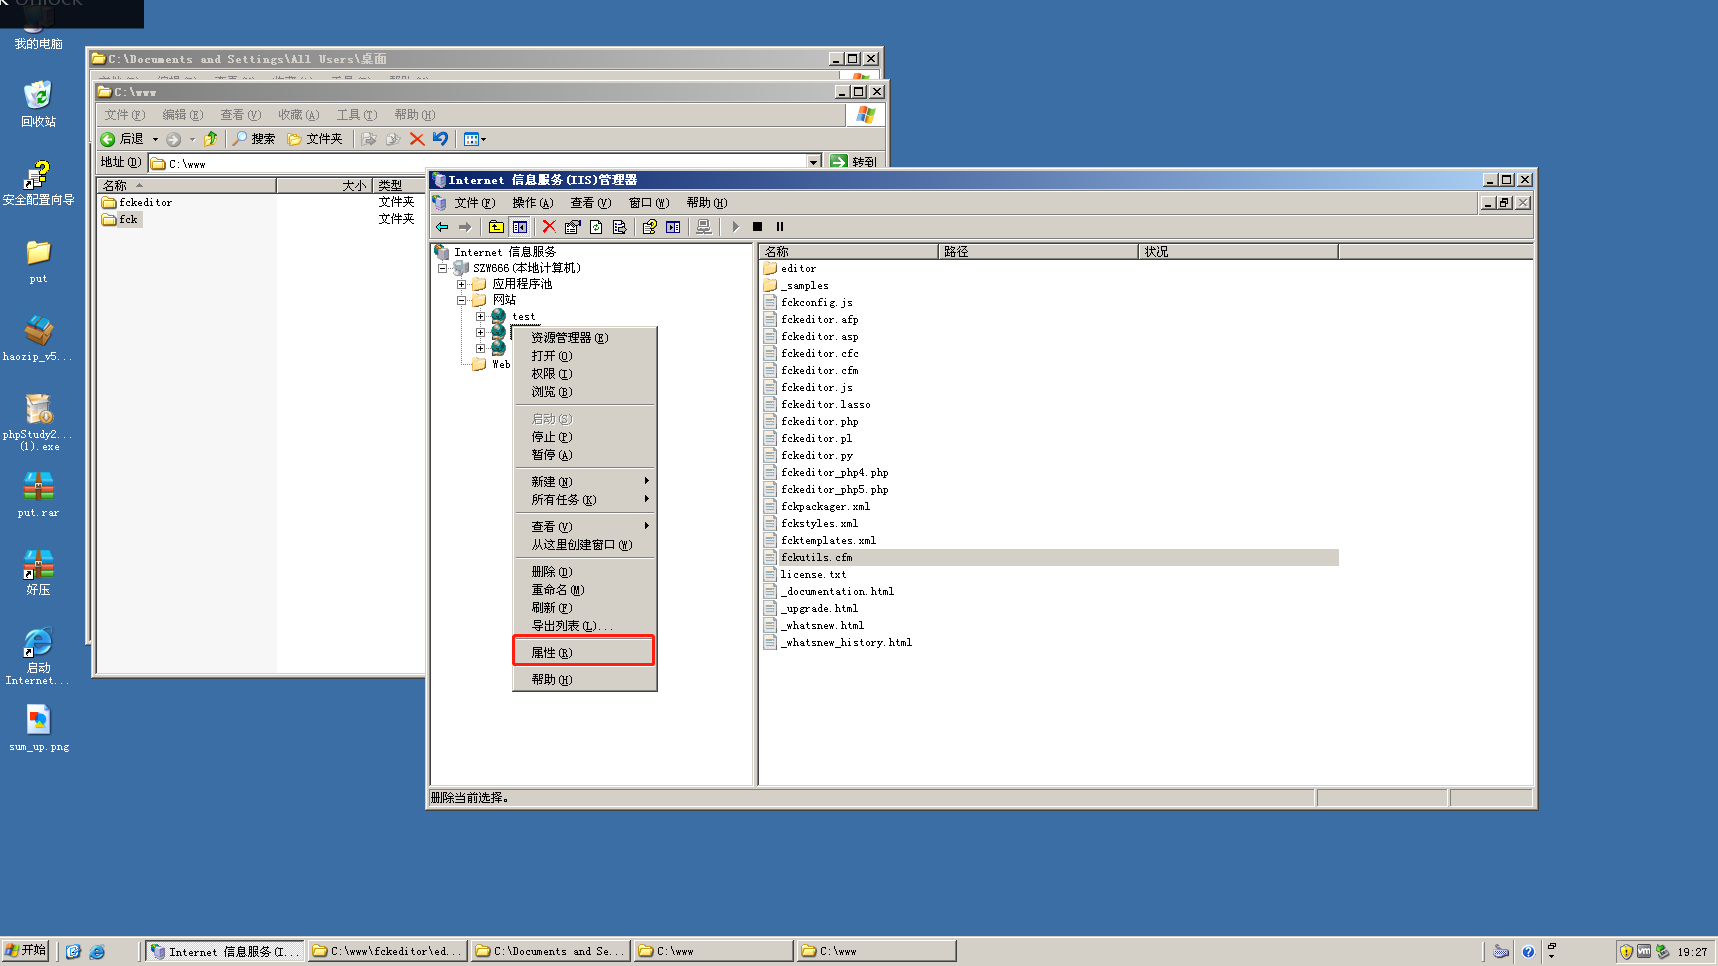 我的电脑
回收站
安全配置向导
put
haozip_v5...
phpStudy2...
(1).exe
put.rar
好压
启动
Internet...
sum_up.png
C:\Documents and Settings\All Users\桌面
C:\www
文件(F) 编辑(E) 查看(V) 收藏(A) 工具(T) 帮助(H)
后退 搜索 文件夹
地址(D) C:\www 转到
名称 大小 类型
fckeditor 文件夹
fck 文件夹
Internet 信息服务(IIS)管理器
文件(F) 操作(A) 查看(V) 窗口(W) 帮助(H)
Internet 信息服务
SZW666(本地计算机)
应用程序池
网站
test
Web
资源管理器(E)
打开(O)
权限(I)
浏览(B)
启动(S)
停止(P)
暂停(A)
新建(N)
所有任务(K)
查看(V)
从这里创建窗口(W)
删除(D)
重命名(M)
刷新(F)
导出列表(L)...
属性(R)
帮助(H)
名称 路径 状况
editor
_samples
fckconfig.js
fckeditor.afp
fckeditor.asp
fckeditor.cfc
fckeditor.cfm
fckeditor.js
fckeditor.lasso
fckeditor.php
fckeditor.pl
fckeditor.py
fckeditor_php4.php
fckeditor_php5.php
fckpackager.xml
fckstyles.xml
fcktemplates.xml
fckutils.cfm
license.txt
_documentation.html
_upgrade.html
_whatsnew.html
_whatsnew_history.html
删除当前选择。
开始 Internet 信息服务(I... C:\www\fckeditor\ed... C:\Documents and Se... C:\www C:\www 19:27